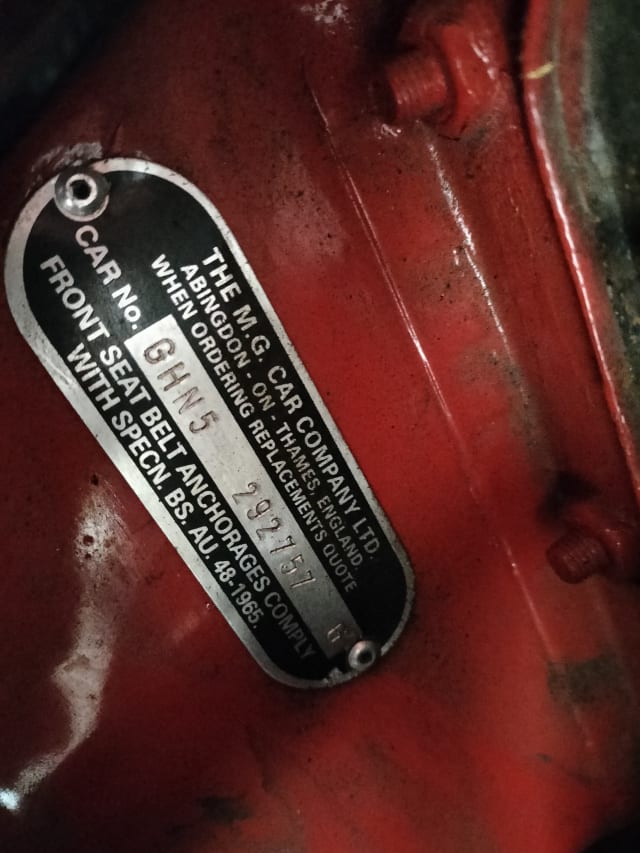 THE M.G. CAR COMPANY LTD.
ABINGDON - ON - THAMES, ENGLAND.
WHEN ORDERING REPLACEMENTS QUOTE
CAR No. GHN5 292757 G
FRONT SEAT BELT ANCHORAGES COMPLY
WITH SPECN. BS. AU. 48-1965.